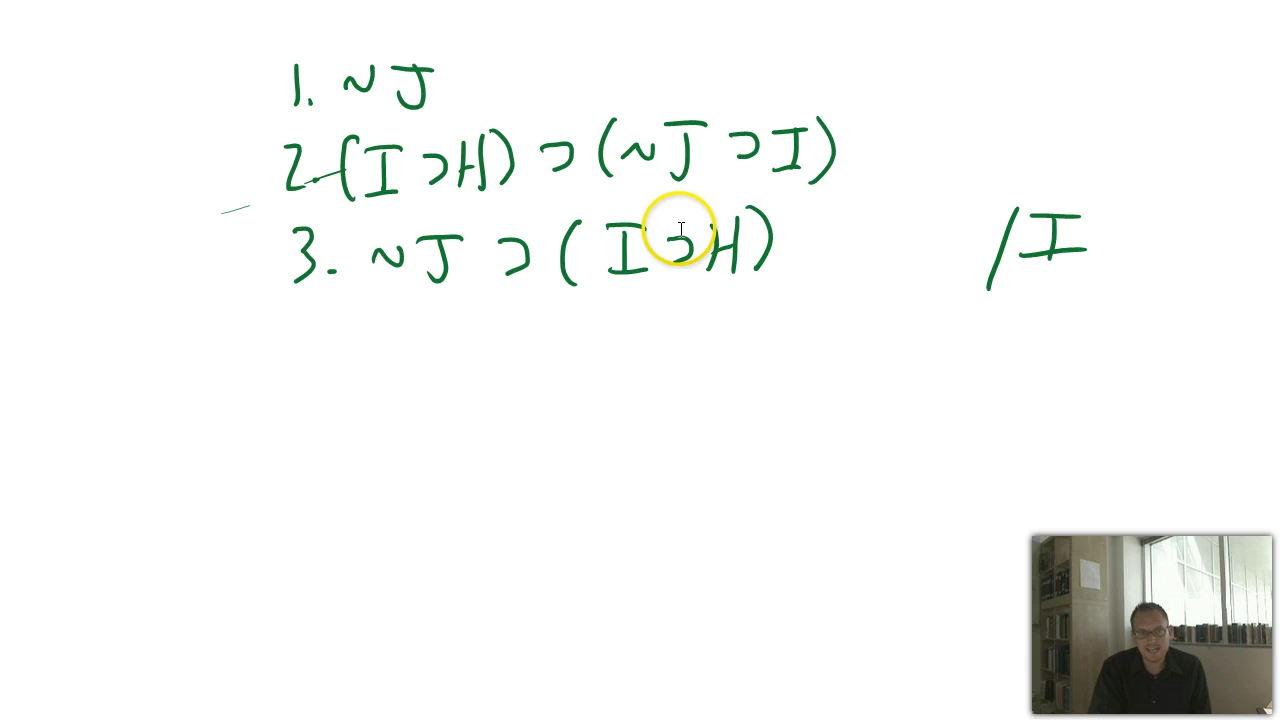 1. ~J
2. (I ⊃ H) ⊃ (~J ⊃ I)
3. ~J ⊃ (I ⊃ H) /I